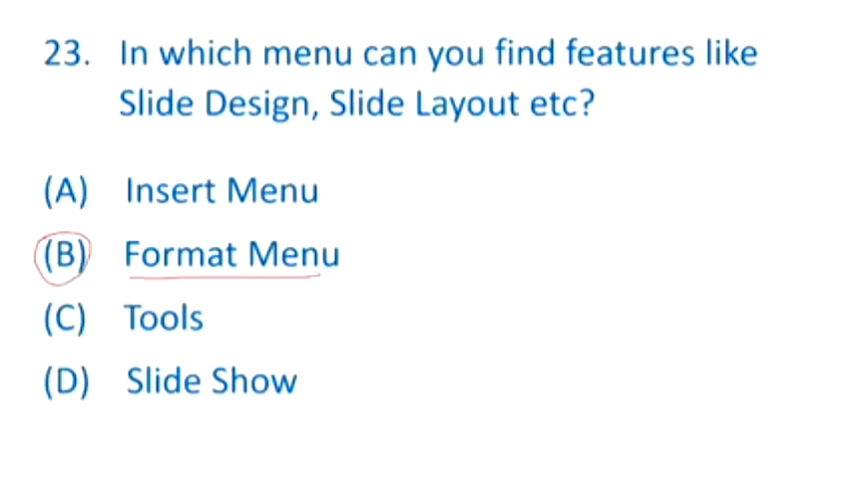 23. In which menu can you find features like
Slide Design, Slide Layout etc?
(A) Insert Menu
(B) Format Menu
(C) Tools
(D) Slide Show